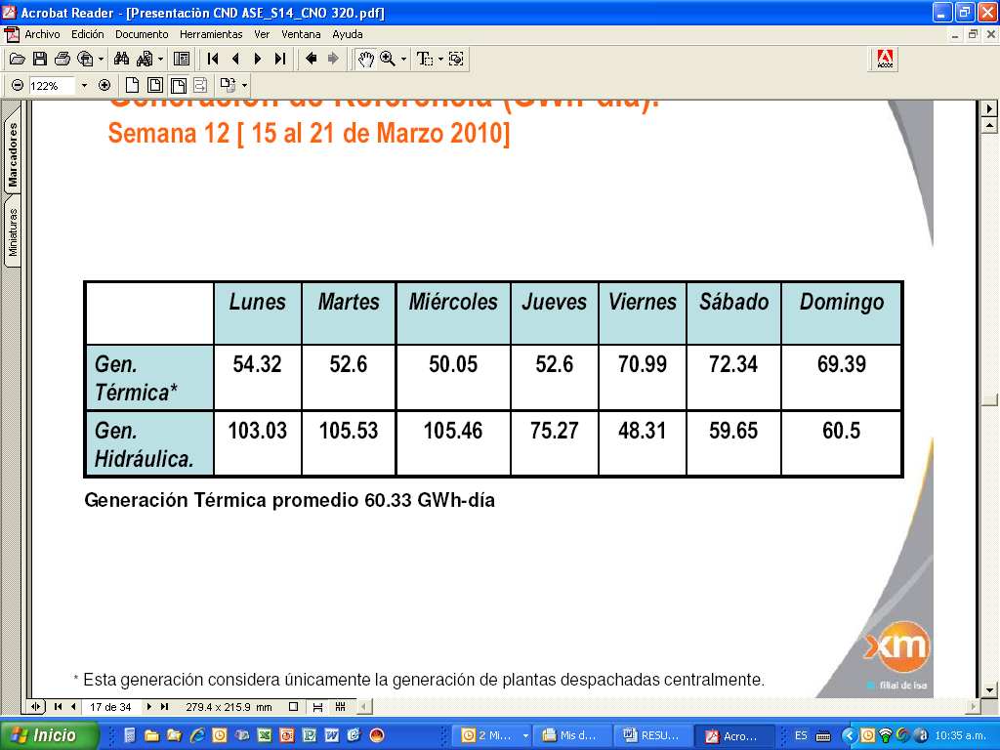 Acrobat Reader - [Presentaciòn CND ASE_S14_CNO 320.pdf]
Archivo Edición Documento Herramientas Ver Ventana Ayuda
Adobe
122%
Marcadores
Miniaturas
Generación de Referencia (GWh-día).
Semana 12 [ 15 al 21 de Marzo 2010]
Lunes Martes Miércoles Jueves Viernes Sábado Domingo
Gen. Térmica* 54.32 52.6 50.05 52.6 70.99 72.34 69.39
Gen. Hidráulica. 103.03 105.53 105.46 75.27 48.31 59.65 60.5
Generación Térmica promedio 60.33 GWh-día
xm
filial de isa
* Esta generación considera únicamente la generación de plantas despachadas centralmente.
17 de 34 279.4 x 215.9 mm
Inicio 2 Mi... Mis d... RESU... Acro... ES 10:35 a.m.